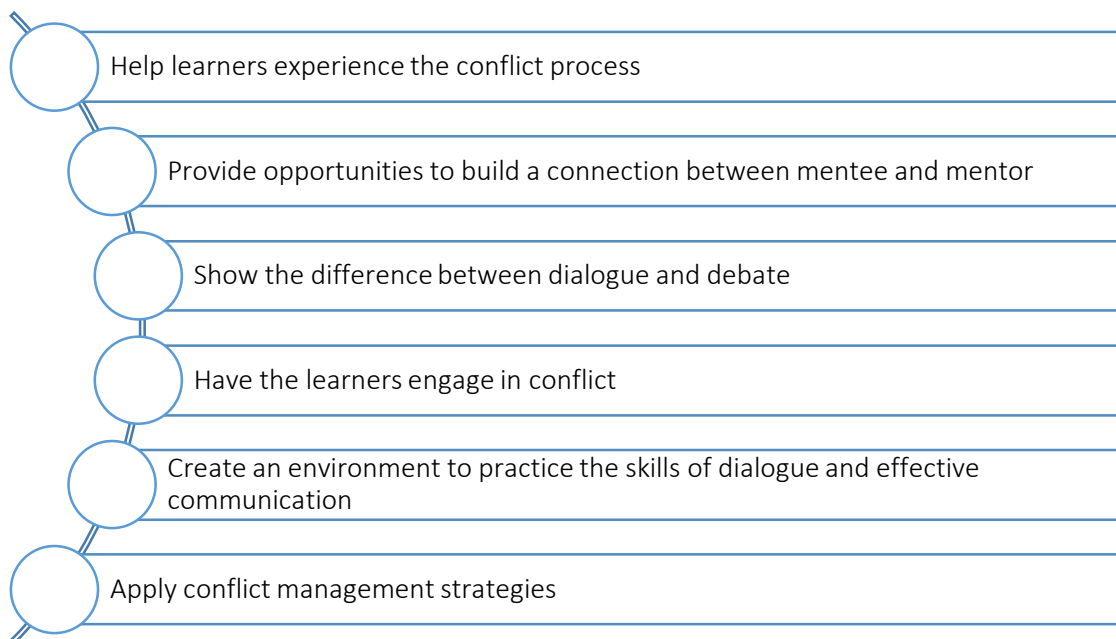 Help learners experience the conflict process
Provide opportunities to build a connection between mentee and mentor
Show the difference between dialogue and debate
Have the learners engage in conflict
Create an environment to practice the skills of dialogue and effective
communication
Apply conflict management strategies